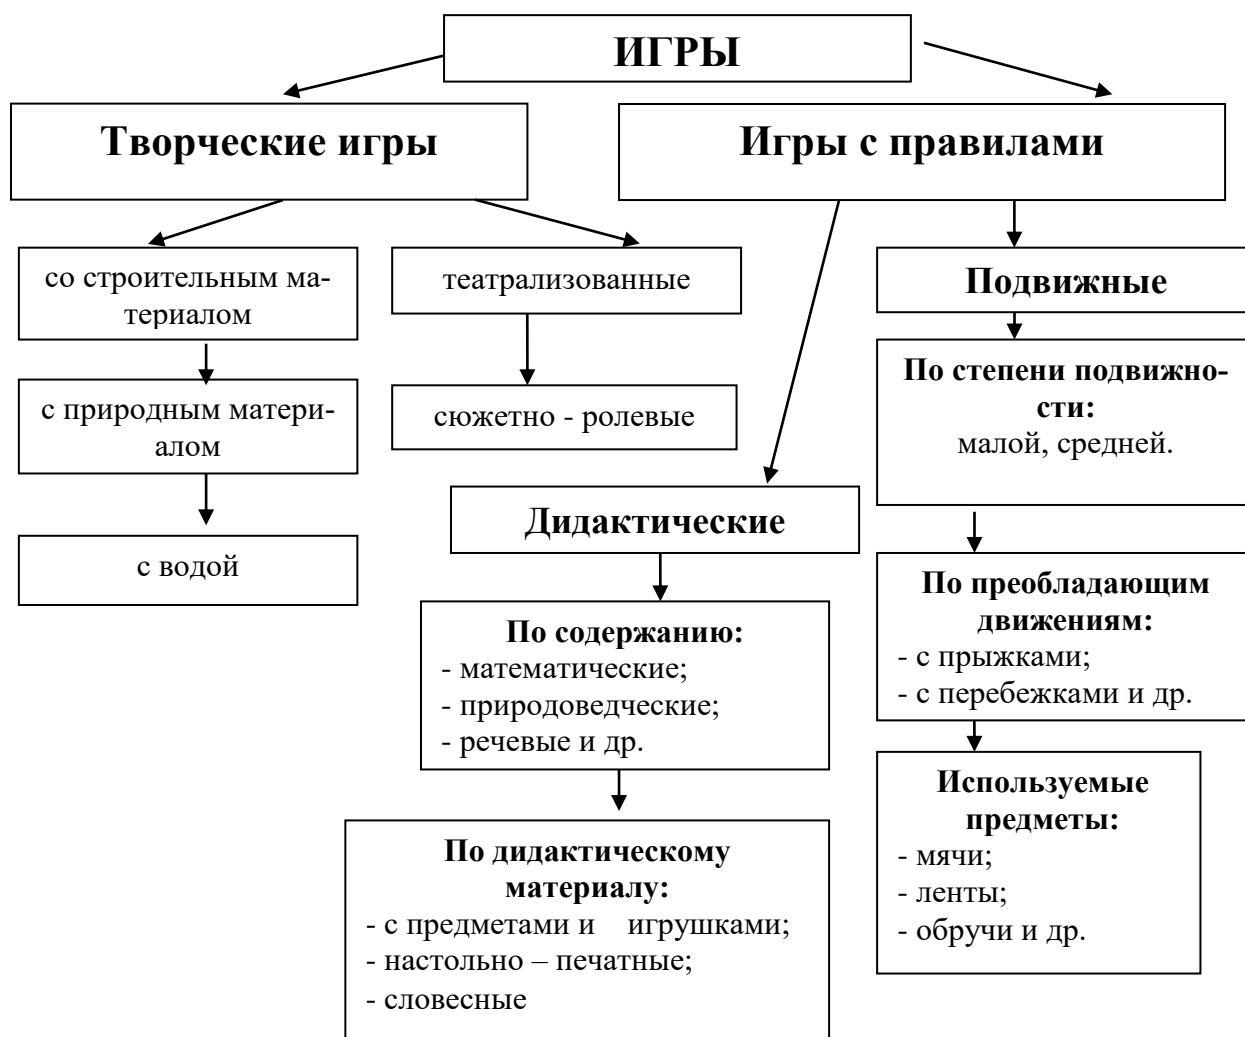 ИГРЫ
Творческие игры
Игры с правилами
со строительным ма-
териалом
театрализованные
Подвижные
с природным матери-
алом
сюжетно - ролевые
По степени подвижно-
сти:
малой, средней.
с водой
Дидактические
По содержанию:
- математические;
- природоведческие;
- речевые и др.
По преобладающим
движениям:
- с прыжками;
- с перебежками и др.
По дидактическому
материалу:
- с предметами и игрушками;
- настольно – печатные;
- словесные
Используемые
предметы:
- мячи;
- ленты;
- обручи и др.